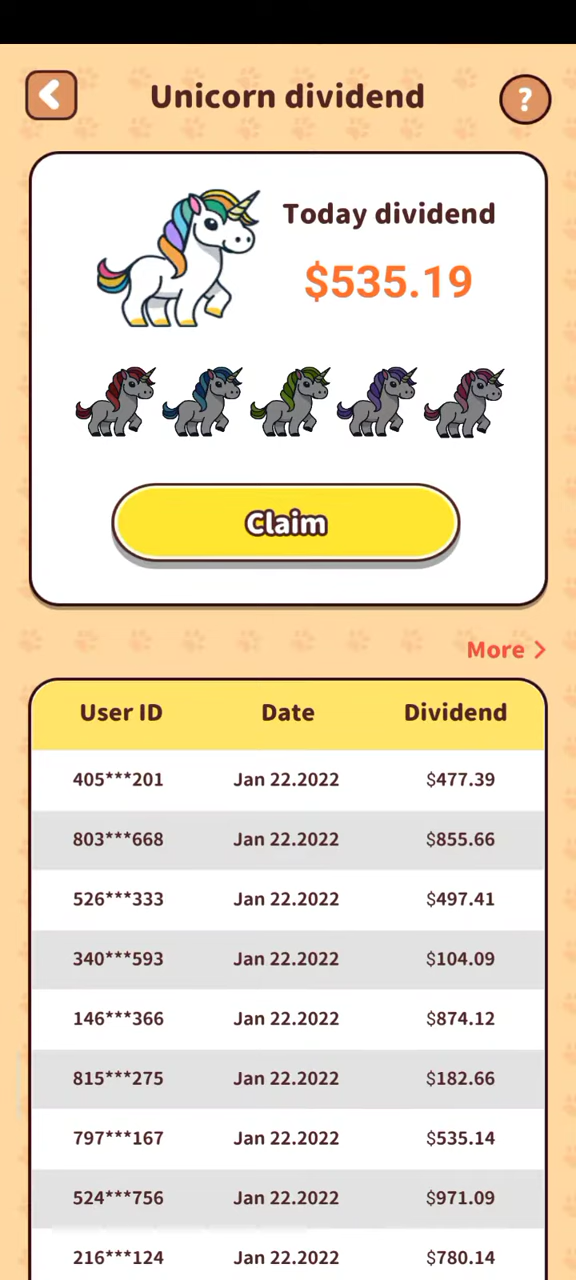 Unicorn dividend
?
Today dividend
$535.19
Claim
More >
User ID Date Dividend
405***201 Jan 22.2022 $477.39
803***668 Jan 22.2022 $855.66
526***333 Jan 22.2022 $497.41
340***593 Jan 22.2022 $104.09
146***366 Jan 22.2022 $874.12
815***275 Jan 22.2022 $182.66
797***167 Jan 22.2022 $535.14
524***756 Jan 22.2022 $971.09
216***124 Jan 22.2022 $780.14